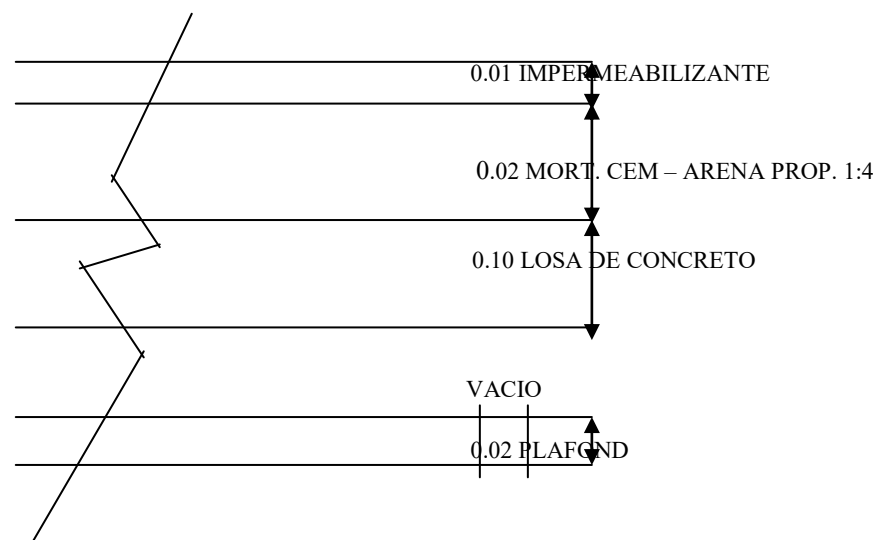 0.01 IMPERMEABILIZANTE
0.02 MORT. CEM – ARENA PROP. 1:4
0.10 LOSA DE CONCRETO
VACIO
0.02 PLAFOND